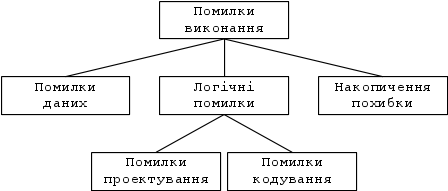 Помилки
виконання
Помилки
даних
Логічні
помилки
Накопичення
похибки
Помилки
проектування
Помилки
кодування